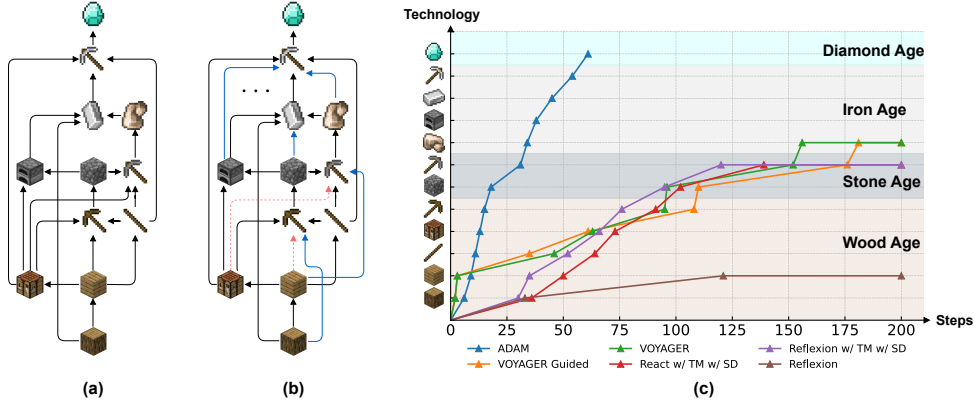 Technology
Diamond Age
Iron Age
Stone Age
Wood Age
0 25 50 75 100 125 150 175 200 Steps
ADAM VOYAGER Reflexion w/ TM w/ SD
VOYAGER Guided React w/ TM w/ SD Reflexion
. . .
(a) (b) (c)